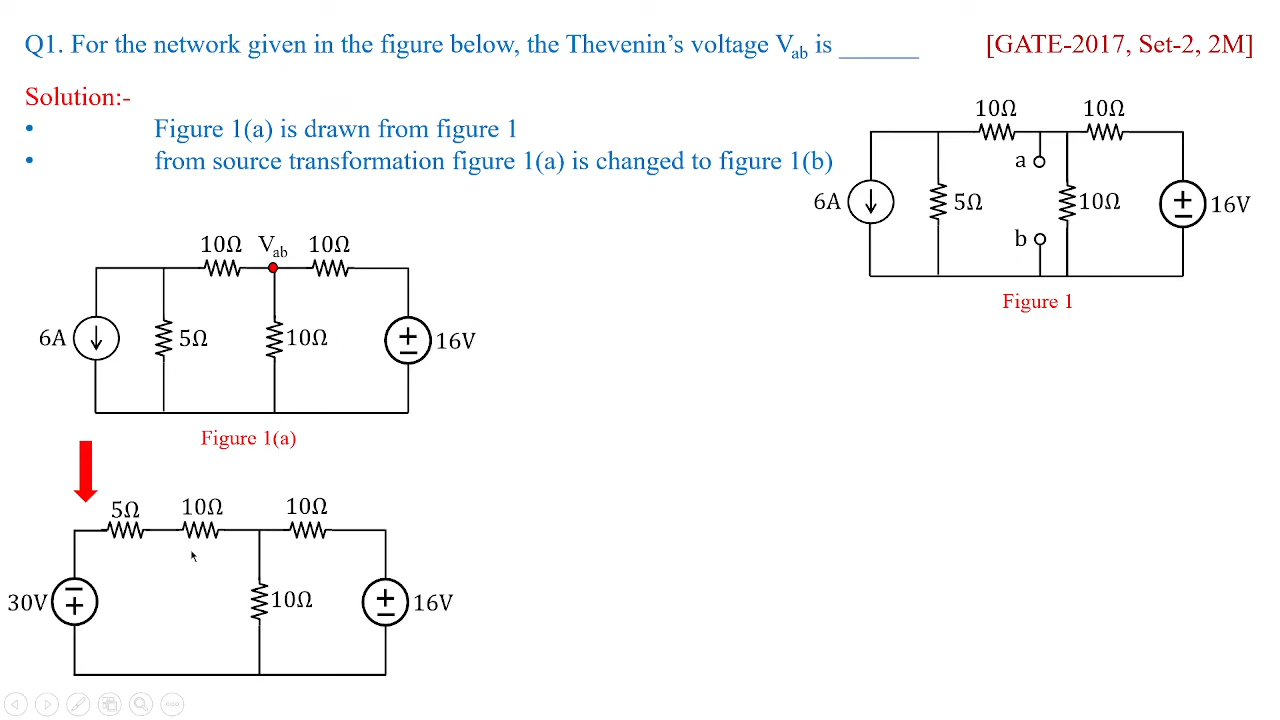 Q1. For the network given in the figure below, the Thevenin's voltage Vab is _______ [GATE-2017, Set-2, 2M]
Solution:-
• Figure 1(a) is drawn from figure 1
• from source transformation figure 1(a) is changed to figure 1(b)
10Ω 10Ω
a
6A 5Ω 10Ω + − 16V
b
Figure 1
10Ω Vab 10Ω
6A 5Ω 10Ω + − 16V
Figure 1(a)
5Ω 10Ω 10Ω
30V − + 10Ω + − 16V